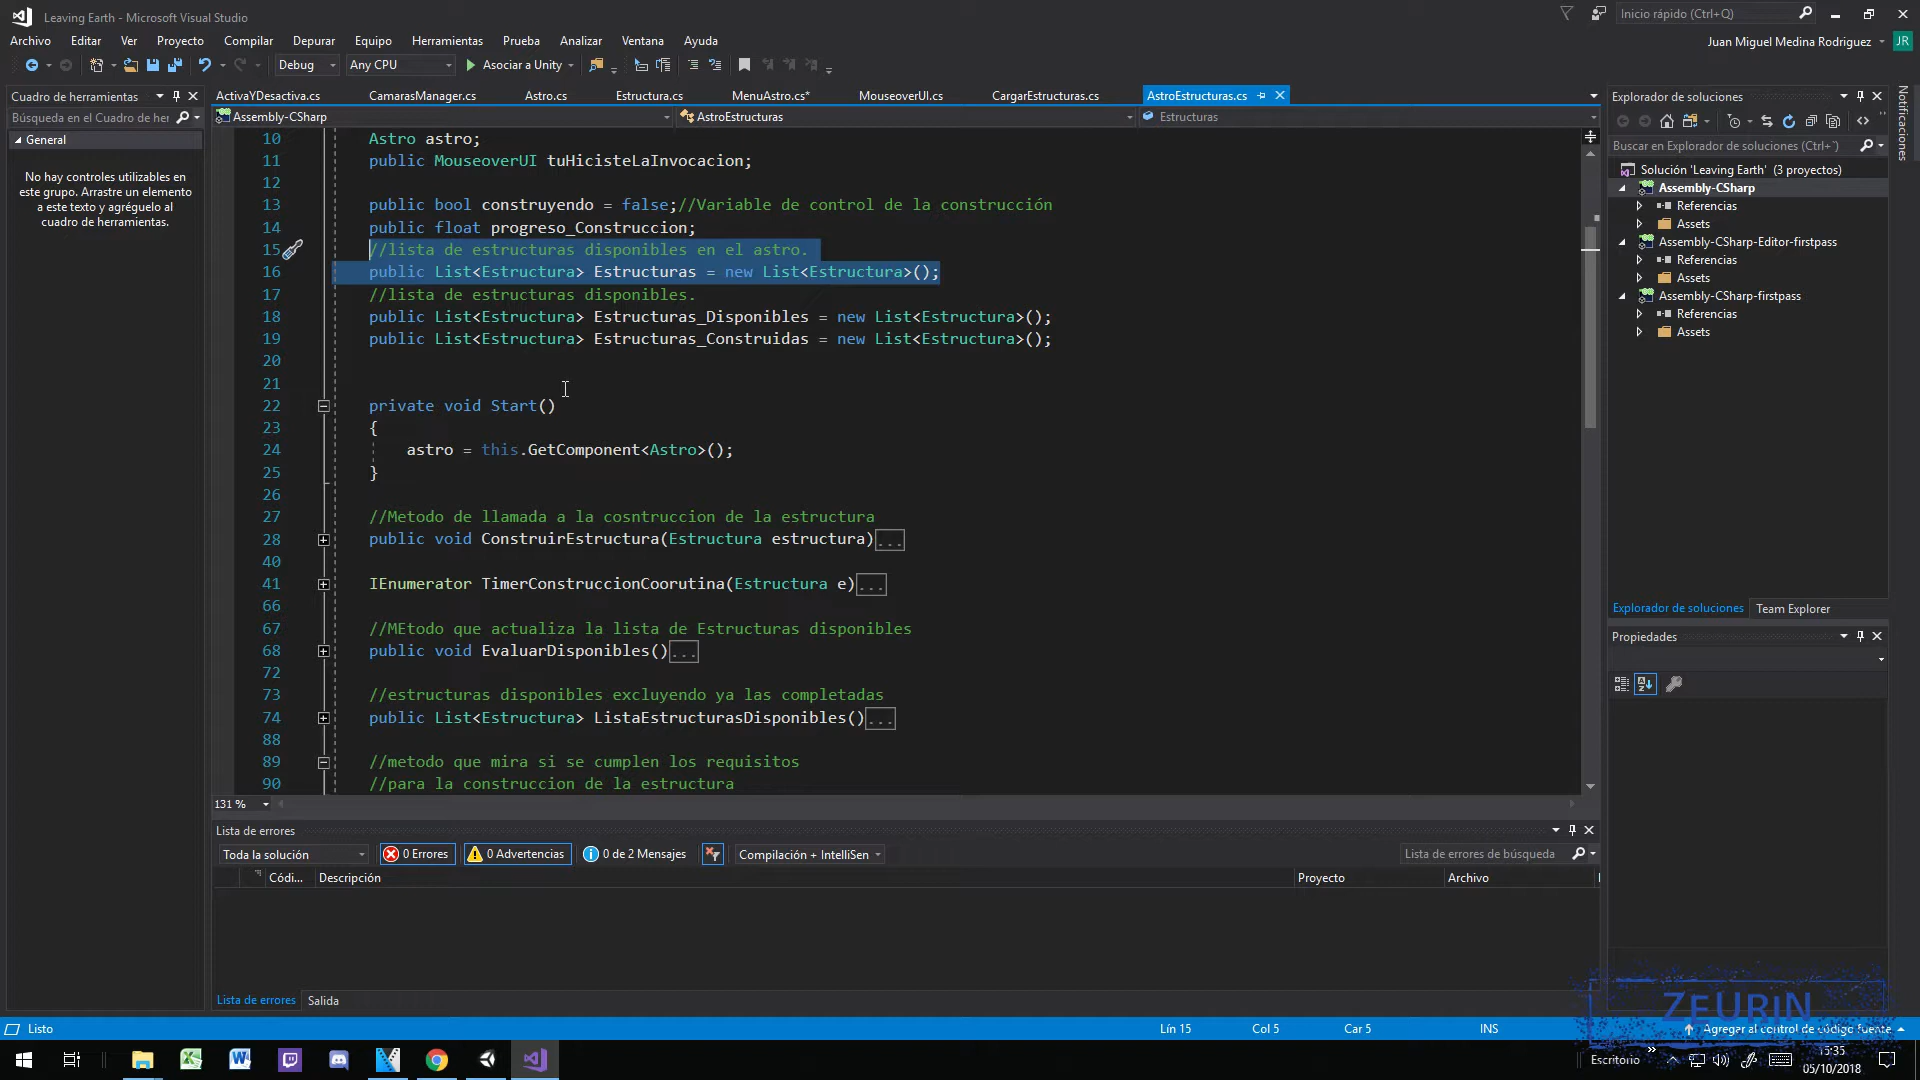 Leaving Earth - Microsoft Visual Studio
Inicio rápido (Ctrl+Q)
Archivo Editar Ver Proyecto Compilar Depurar Equipo Herramientas Prueba Analizar Ventana Ayuda
Juan Miguel Medina Rodriguez JR
Debug Any CPU Asociar a Unity
Cuadro de herramientas
Búsqueda en el Cuadro de her
General
No hay controles utilizables en
este grupo. Arrastre un elemento
a este texto y agréguelo al
cuadro de herramientas.
ActivaYDesactiva.cs CamarasManager.cs Astro.cs Estructura.cs MenuAstro.cs* MouseoverUI.cs CargarEstructuras.cs AstroEstructuras.cs
Assembly-CSharp AstroEstructuras Estructuras
10 Astro astro;
11 public MouseoverUI tuHicisteLaInvocacion;
12
13 public bool construyendo = false;//Variable de control de la construcción
14 public float progreso_Construccion;
15 //lista de estructuras disponibles en el astro.
16 public List<Estructura> Estructuras = new List<Estructura>();
17 //lista de estructuras disponibles.
18 public List<Estructura> Estructuras_Disponibles = new List<Estructura>();
19 public List<Estructura> Estructuras_Construidas = new List<Estructura>();
20
21
22 private void Start()
23 {
24 astro = this.GetComponent<Astro>();
25 }
26
27 //Metodo de llamada a la cosntruccion de la estructura
28 public void ConstruirEstructura(Estructura estructura)...
40
41 IEnumerator TimerConstruccionCoorutina(Estructura e)...
66
67 //MEtodo que actualiza la lista de Estructuras disponibles
68 public void EvaluarDisponibles()...
72
73 //estructuras disponibles excluyendo ya las completadas
74 public List<Estructura> ListaEstructurasDisponibles()...
88
89 //metodo que mira si se cumplen los requisitos
90 //para la construccion de la estructura
131 %
Lista de errores
Toda la solución 0 Errores 0 Advertencias 0 de 2 Mensajes Compilación + IntelliSen
Lista de errores de búsqueda
Códi... Descripción Proyecto Archivo
Lista de errores Salida
Explorador de soluciones
Buscar en Explorador de soluciones (Ctrl+´)
Solución 'Leaving Earth' (3 proyectos)
Assembly-CSharp
Referencias
Assets
Assembly-CSharp-Editor-firstpass
Referencias
Assets
Assembly-CSharp-firstpass
Referencias
Assets
Explorador de soluciones Team Explorer
Propiedades
Notificaciones
ZEURiN
Listo Lín 15 Col 5 Car 5 INS Agregar al control de código fuente
Escritorio
15:35
05/10/2018